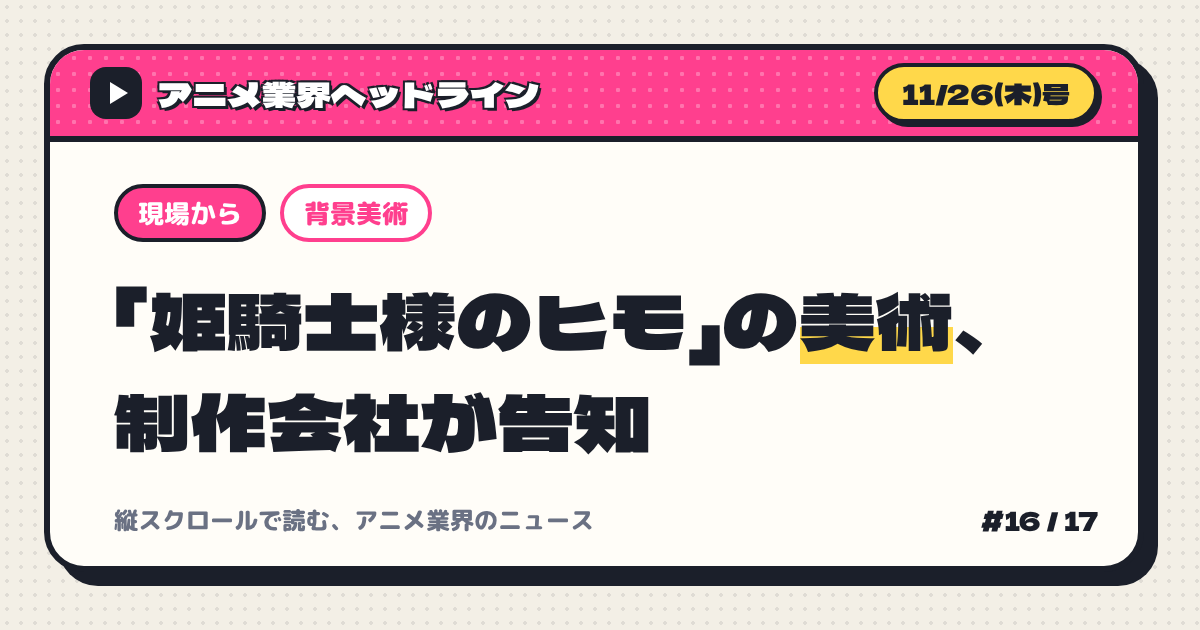 アニメ業界ヘッドライン
11/26(木)号
現場から
背景美術
「姫騎士様のヒモ」の美術、
制作会社が告知
縦スクロールで読む、アニメ業界のニュース
#16 / 17